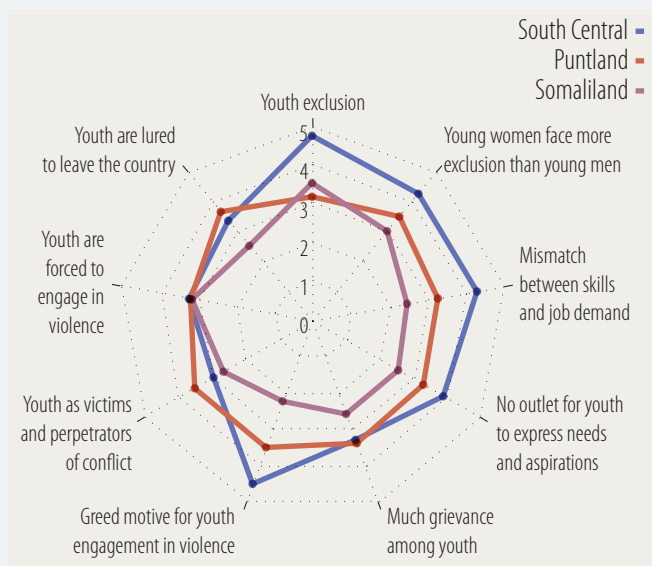 South Central
Puntland
Somaliland
Youth exclusion
Youth are lured
to leave the country
Young women face more
exclusion than young men
5
4
3
2
1
0
Youth are
forced to
engage in
violence
Mismatch
between skills
and job demand
Youth as victims
and perpetrators
of conflict
No outlet for youth
to express needs
and aspirations
Greed motive for youth
engagement in violence
Much grievance
among youth